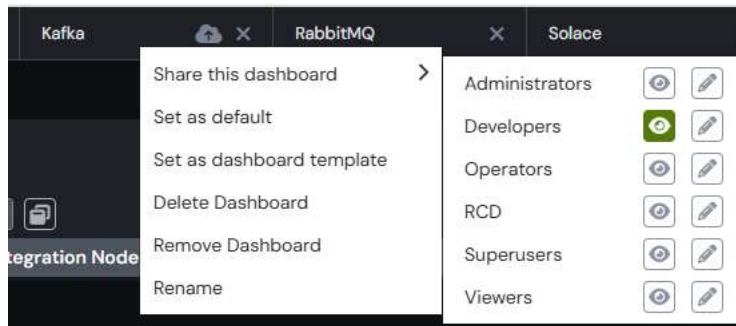 Kafka
RabbitMQ
Solace
Share this dashboard
Set as default
Set as dashboard template
Delete Dashboard
Remove Dashboard
Rename
Administrators
Developers
Operators
RCD
Superusers
Viewers
tegration Node